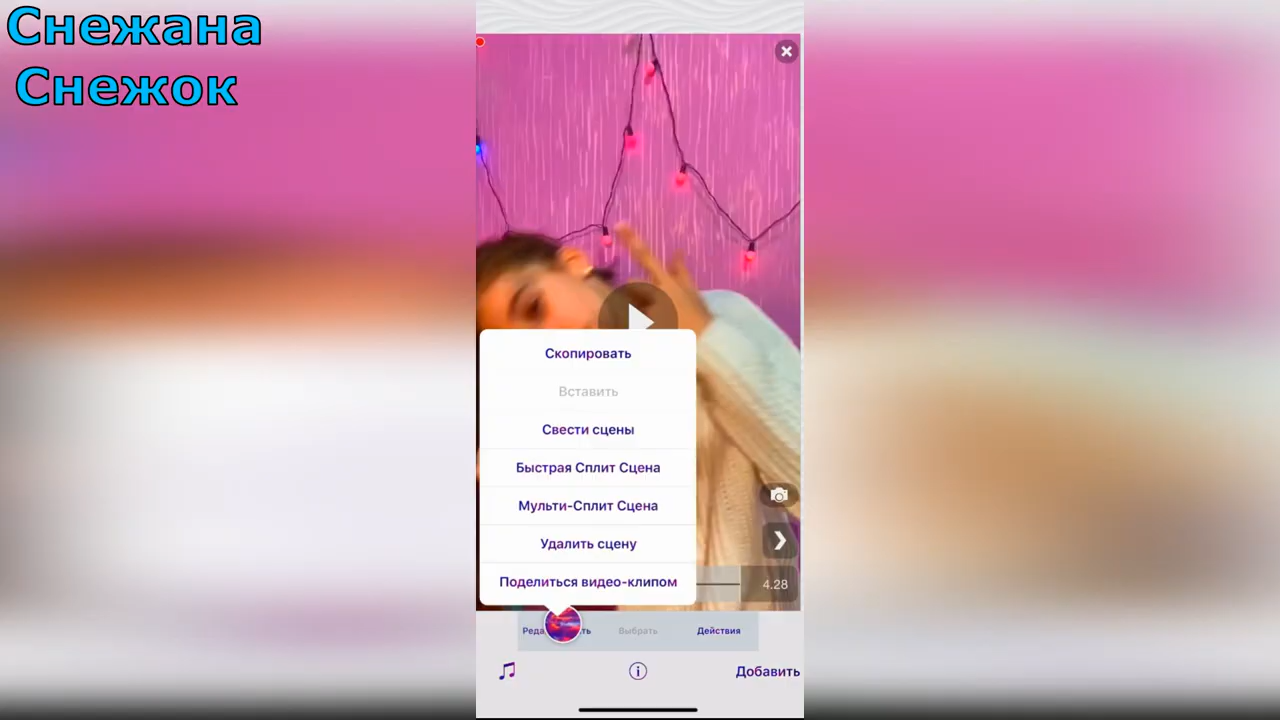 Снежана
Снежок
Скопировать
Вставить
Свести сцены
Быстрая Сплит Сцена
Мульти-Сплит Сцена
Удалить сцену
Поделиться видео-клипом
4.28
Выбрать
Действия
Добавить